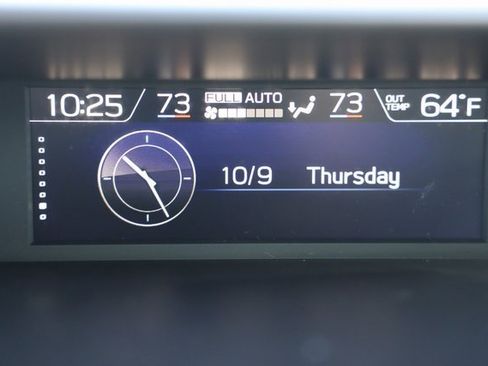 10:25 73 FULL AUTO 73 OUT TEMP 64°F
10/9 Thursday